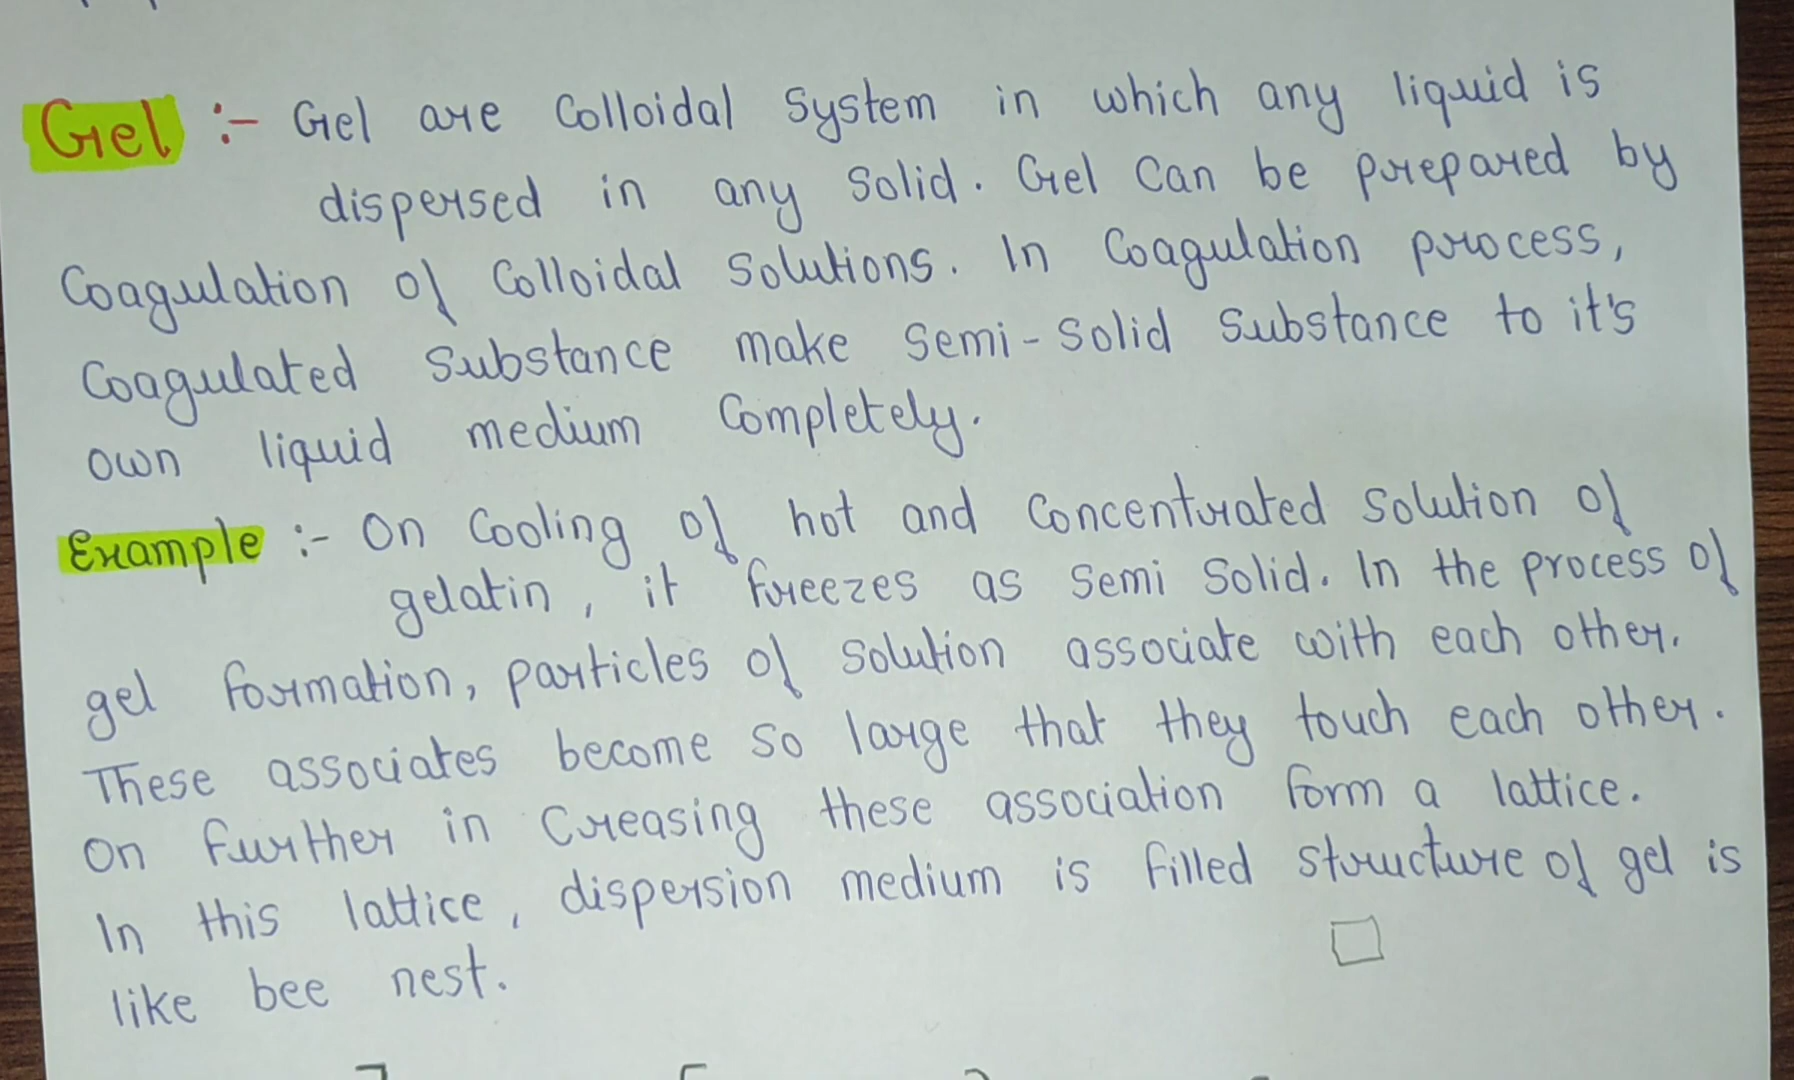 Gel :- Gel are Colloidal System in which any liquid is
dispersed in any Solid. Gel Can be prepared by
Coagulation of Colloidal Solutions. In Coagulation process,
Coagulated Substance make Semi-Solid Substance to it's
own liquid medium Completely.
Example :- On Cooling of hot and Concentrated Solution of
gelatin, it freezes as Semi Solid. In the process of
gel formation, particles of Solution associate with each other.
These associates become so large that they touch each other.
On further in Creasing these association form a lattice.
In this lattice, dispersion medium is filled structure of gel is
like bee nest.